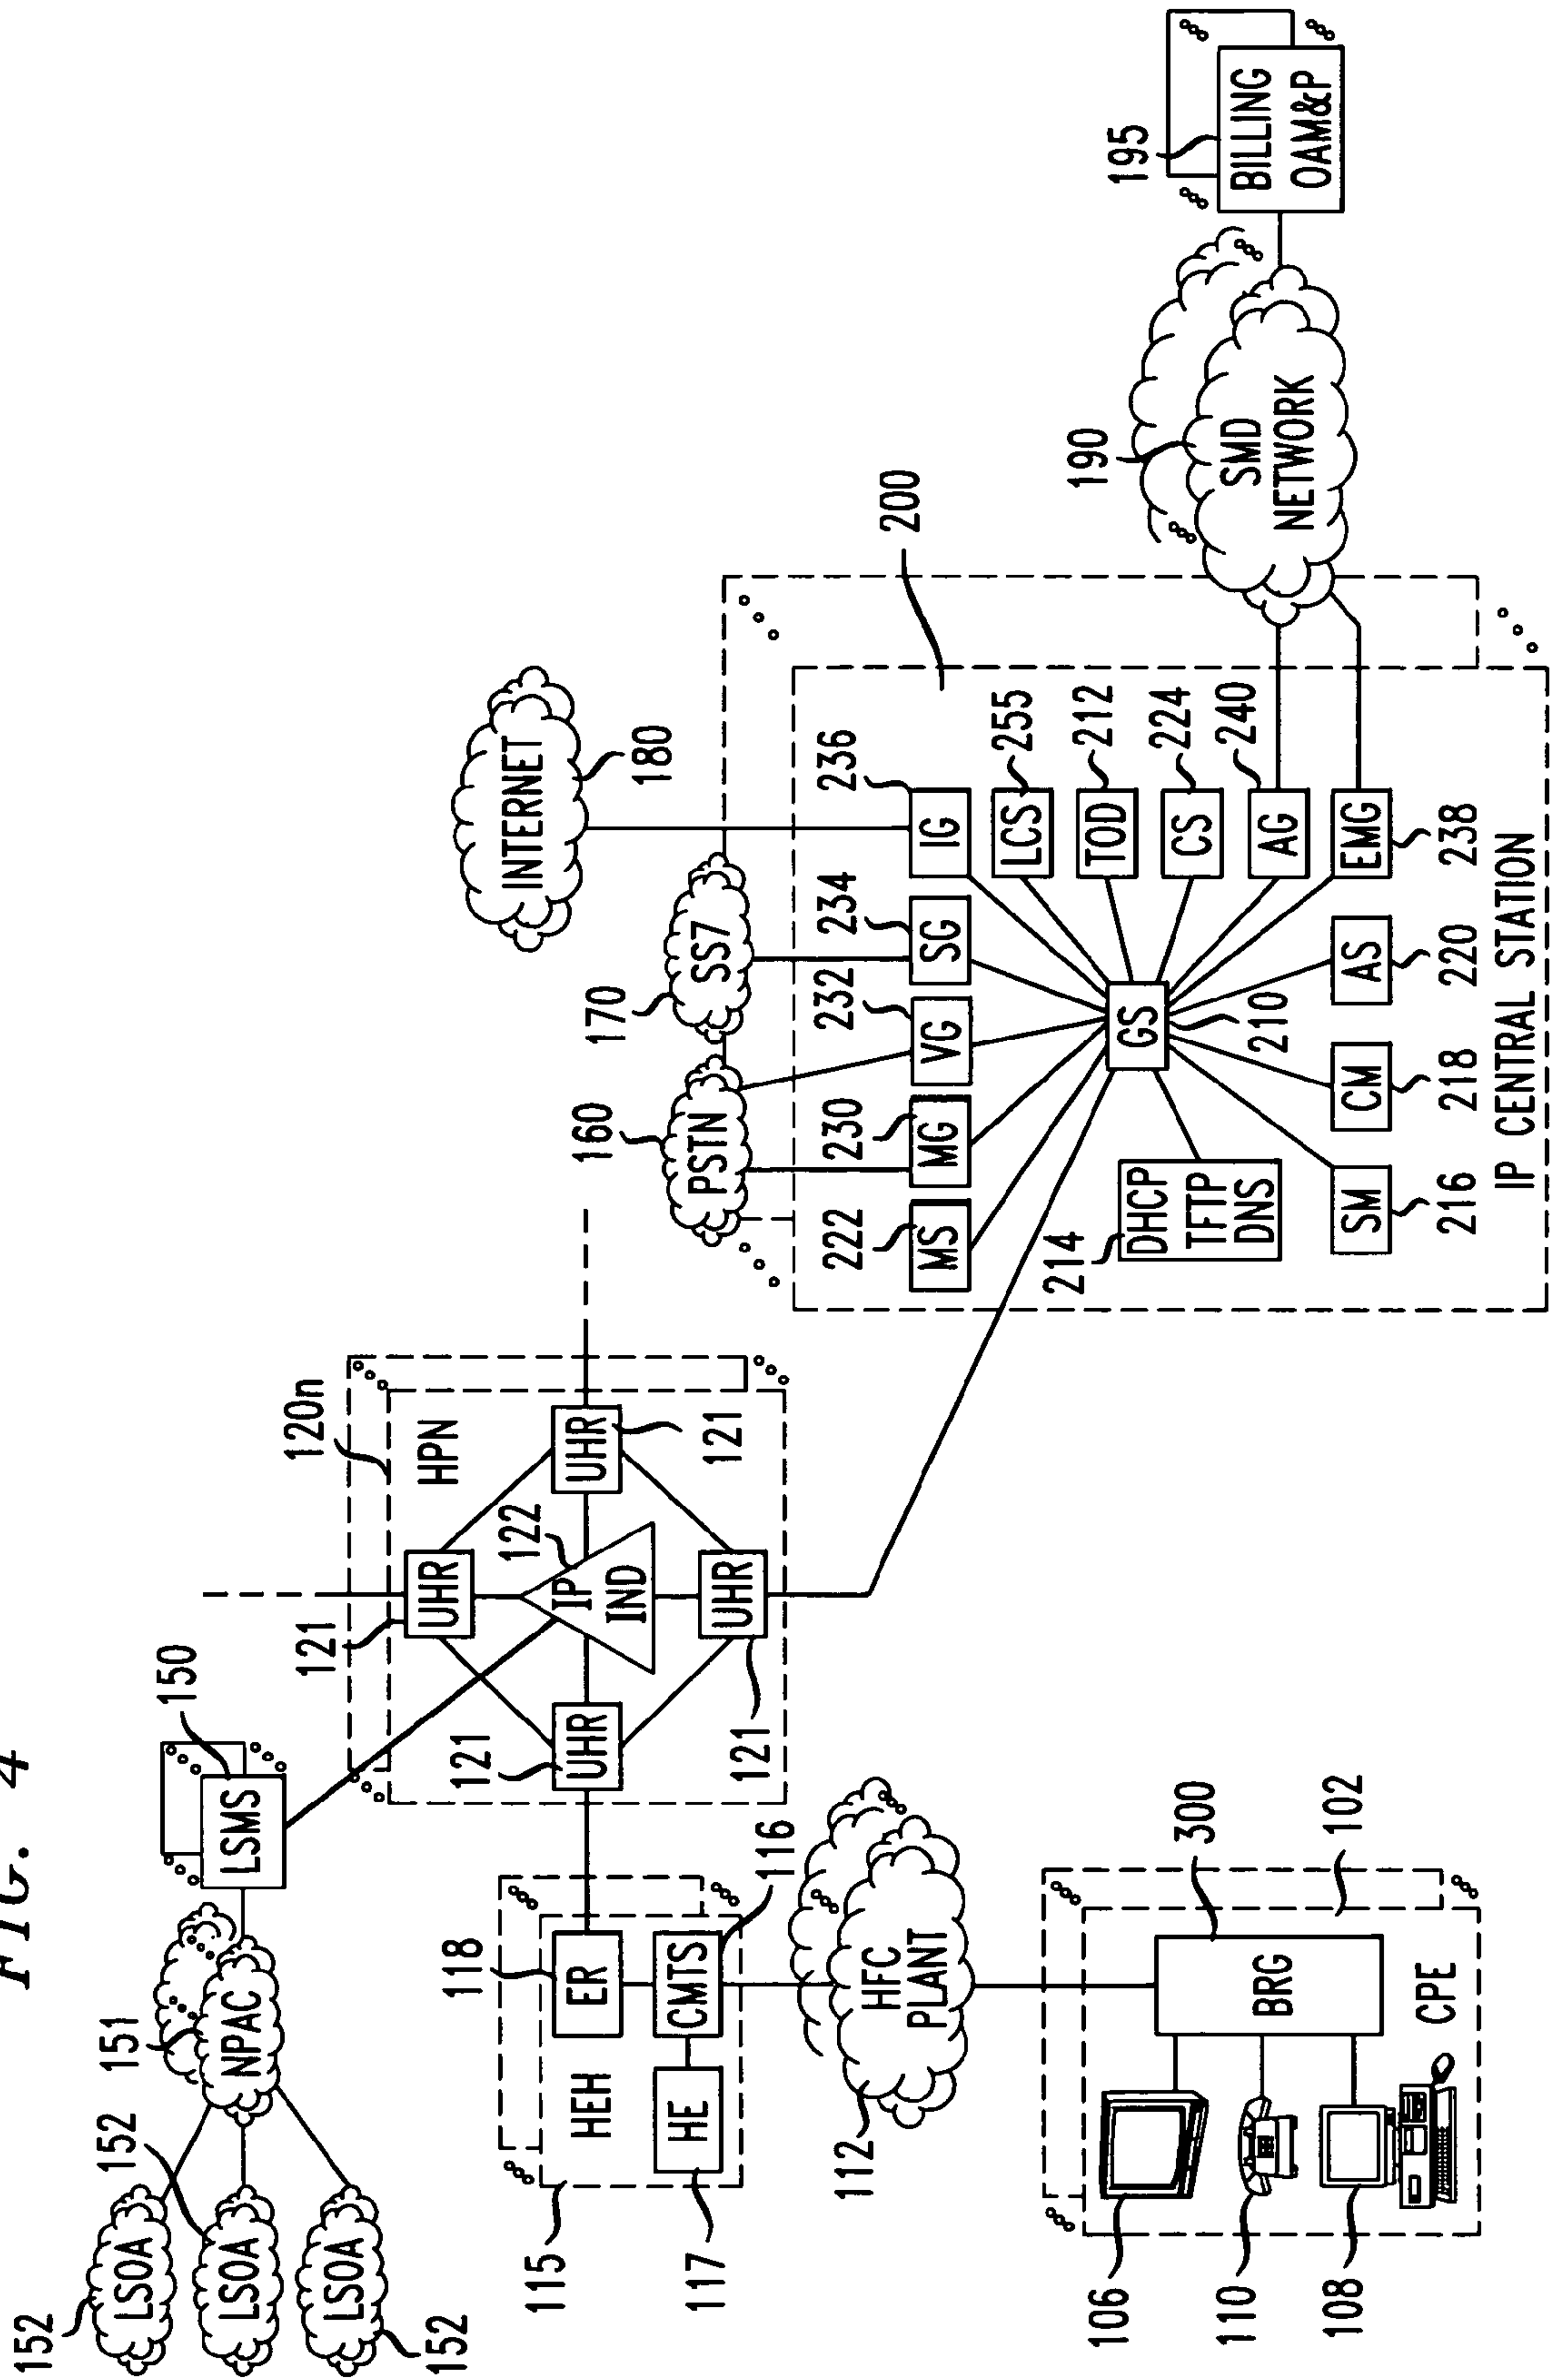 FIG. 4
152
LSOA
152
LSOA
LSOA
152
151
NPAC
150
LSMS
120n
HPN
121
UHR
121
UHR
122
IP
IND
UHR
121
UHR
121
115
HEH
118
ER
CMTS
116
HE
117
112
HFC
PLANT
300
102
BRG
CPE
106
110
108
160
PSTN
170
SS7
INTERNET
180
200
222
MS
230
MG
232
VG
234
SG
236
IG
LCS
255
TOD
212
CS
224
AG
240
EMG
238
GS
210
214
DHCP
TFTP
DNS
SM
216
CM
218
AS
220
IP CENTRAL STATION
190
SMD
NETWORK
195
BILLING
OAM&P